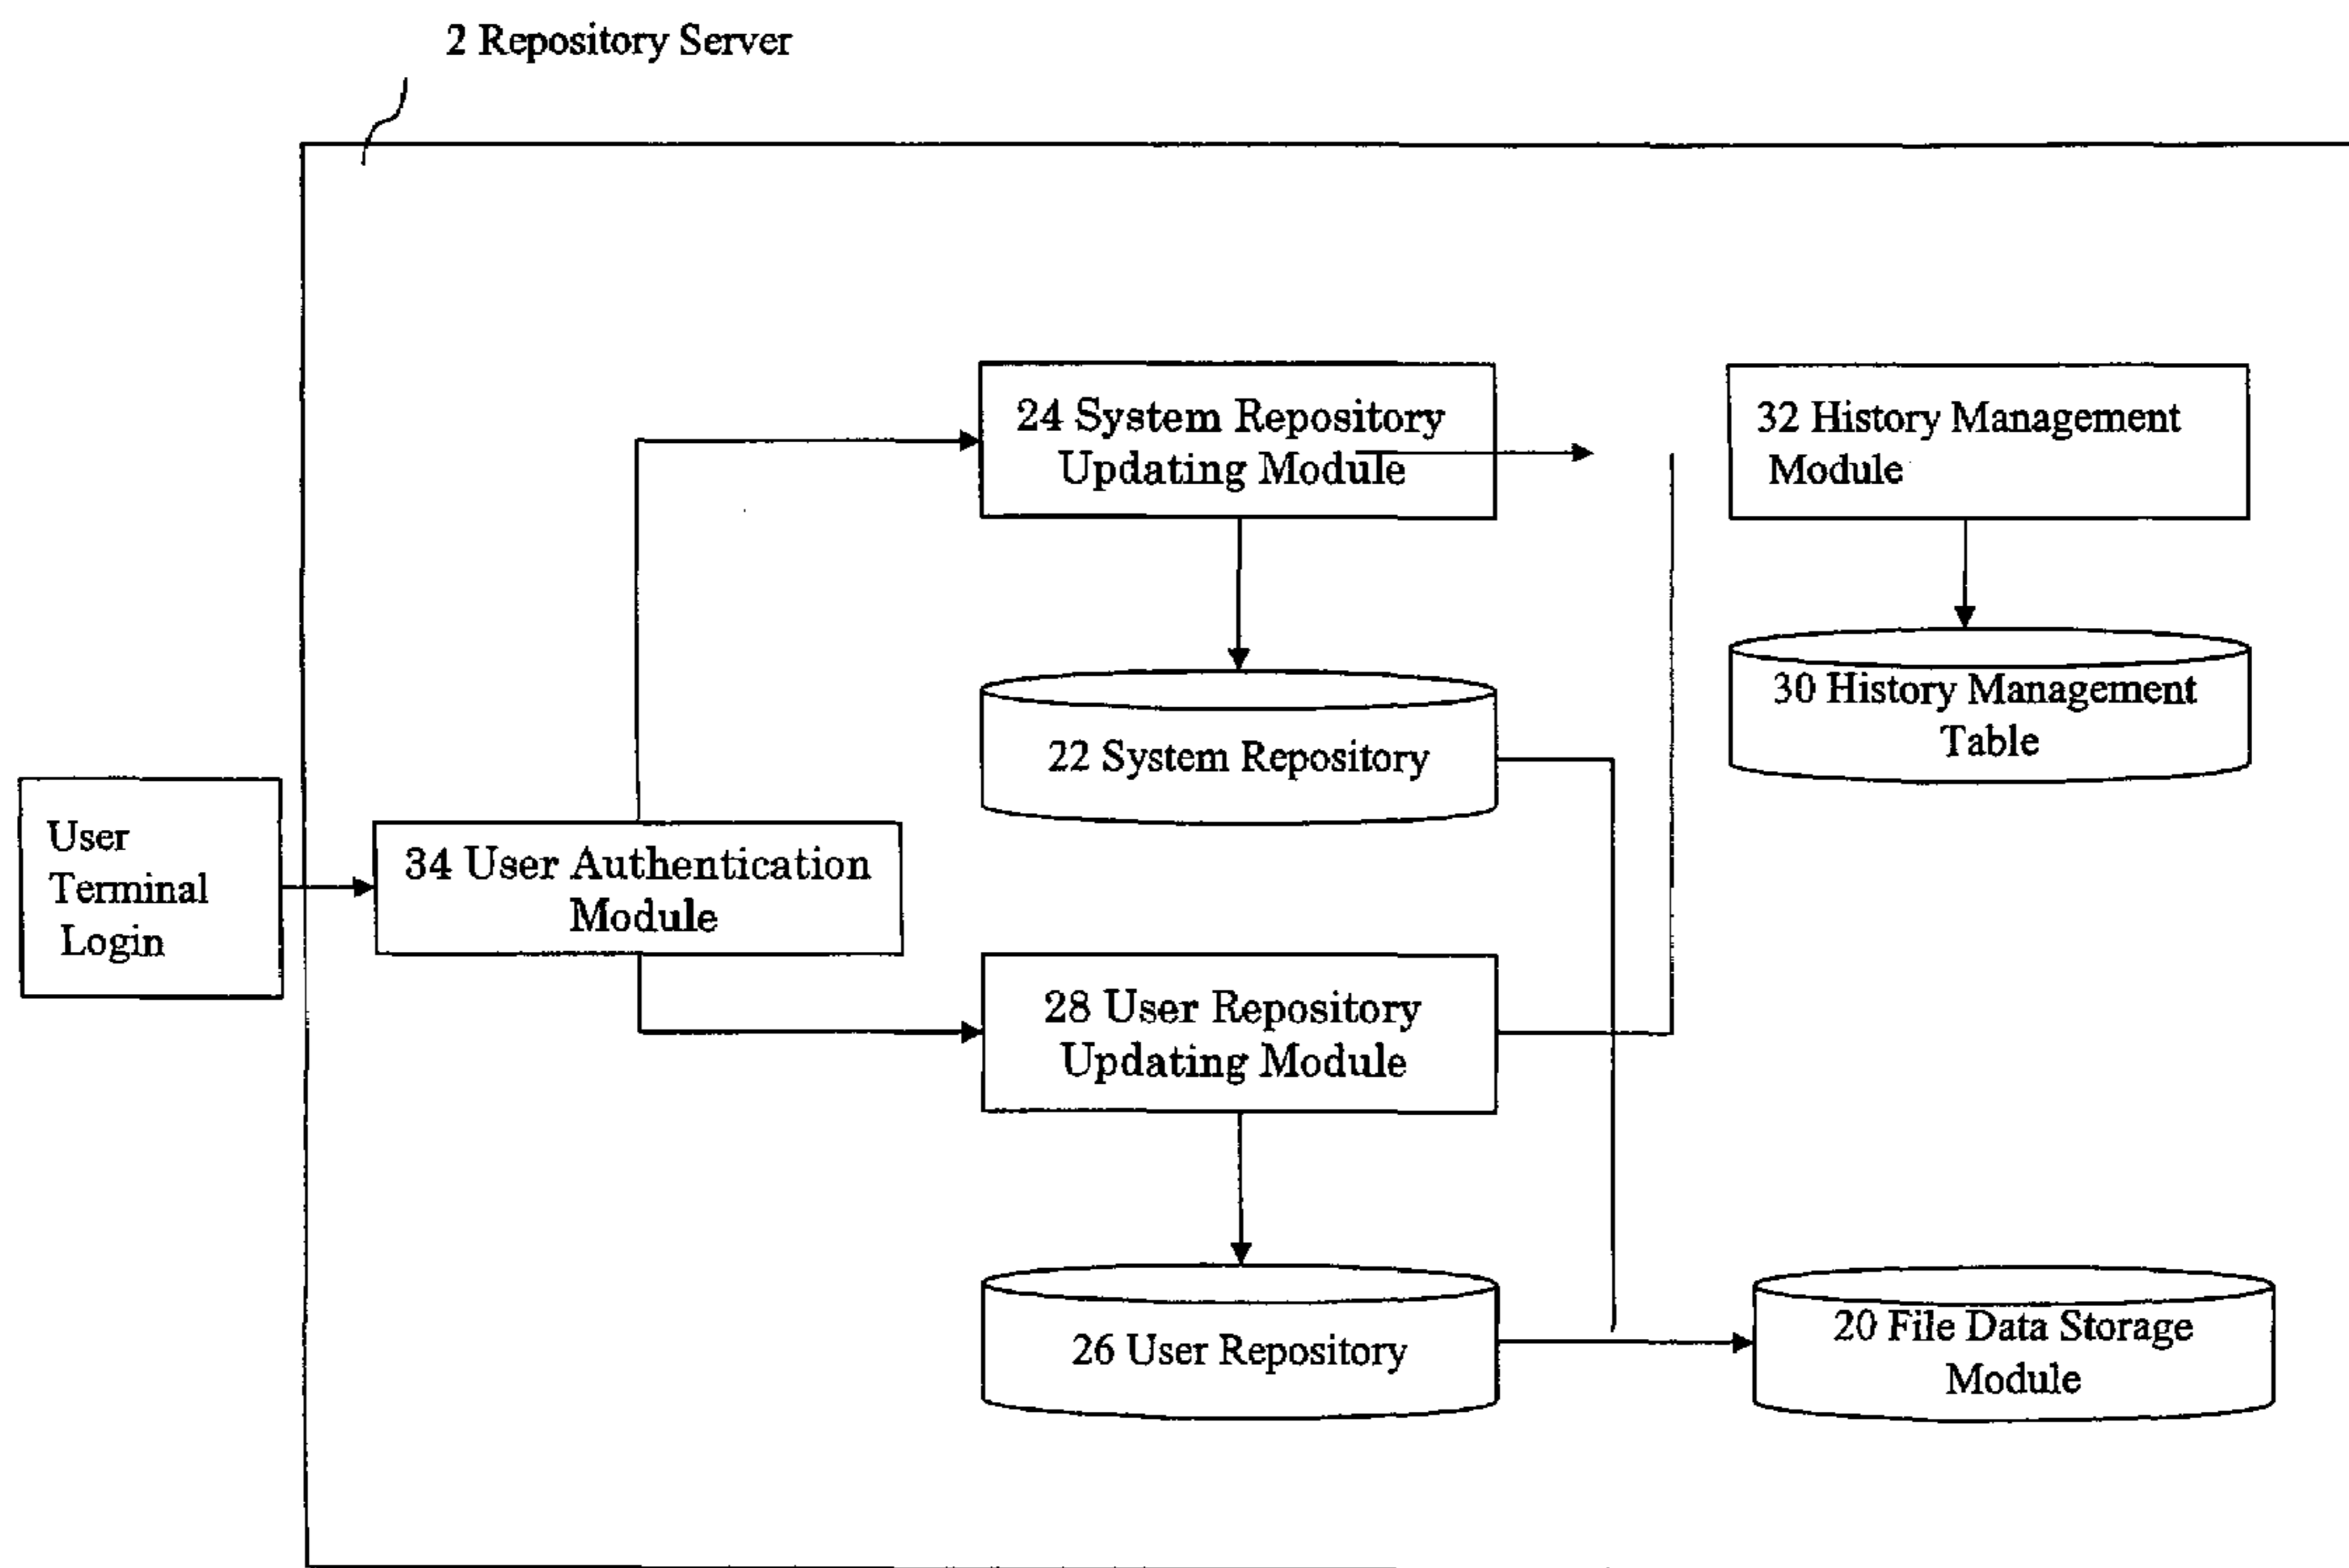 2 Repository Server
24 System Repository
Updating Module
32 History Management
Module
22 System Repository
30 History Management
Table
User
Terminal
Login
34 User Authentication
Module
28 User Repository
Updating Module
26 User Repository
20 File Data Storage
Module